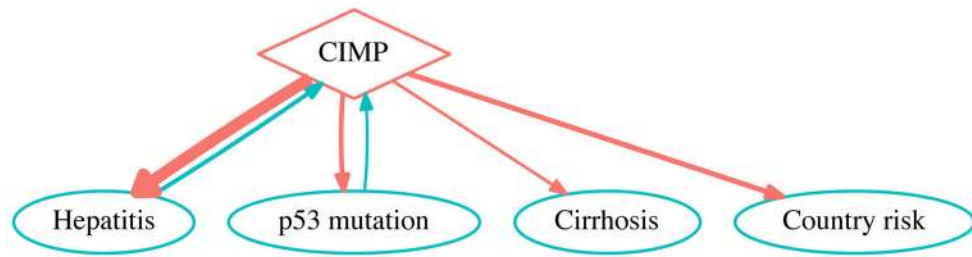 CIMP
Hepatitis
p53 mutation
Cirrhosis
Country risk